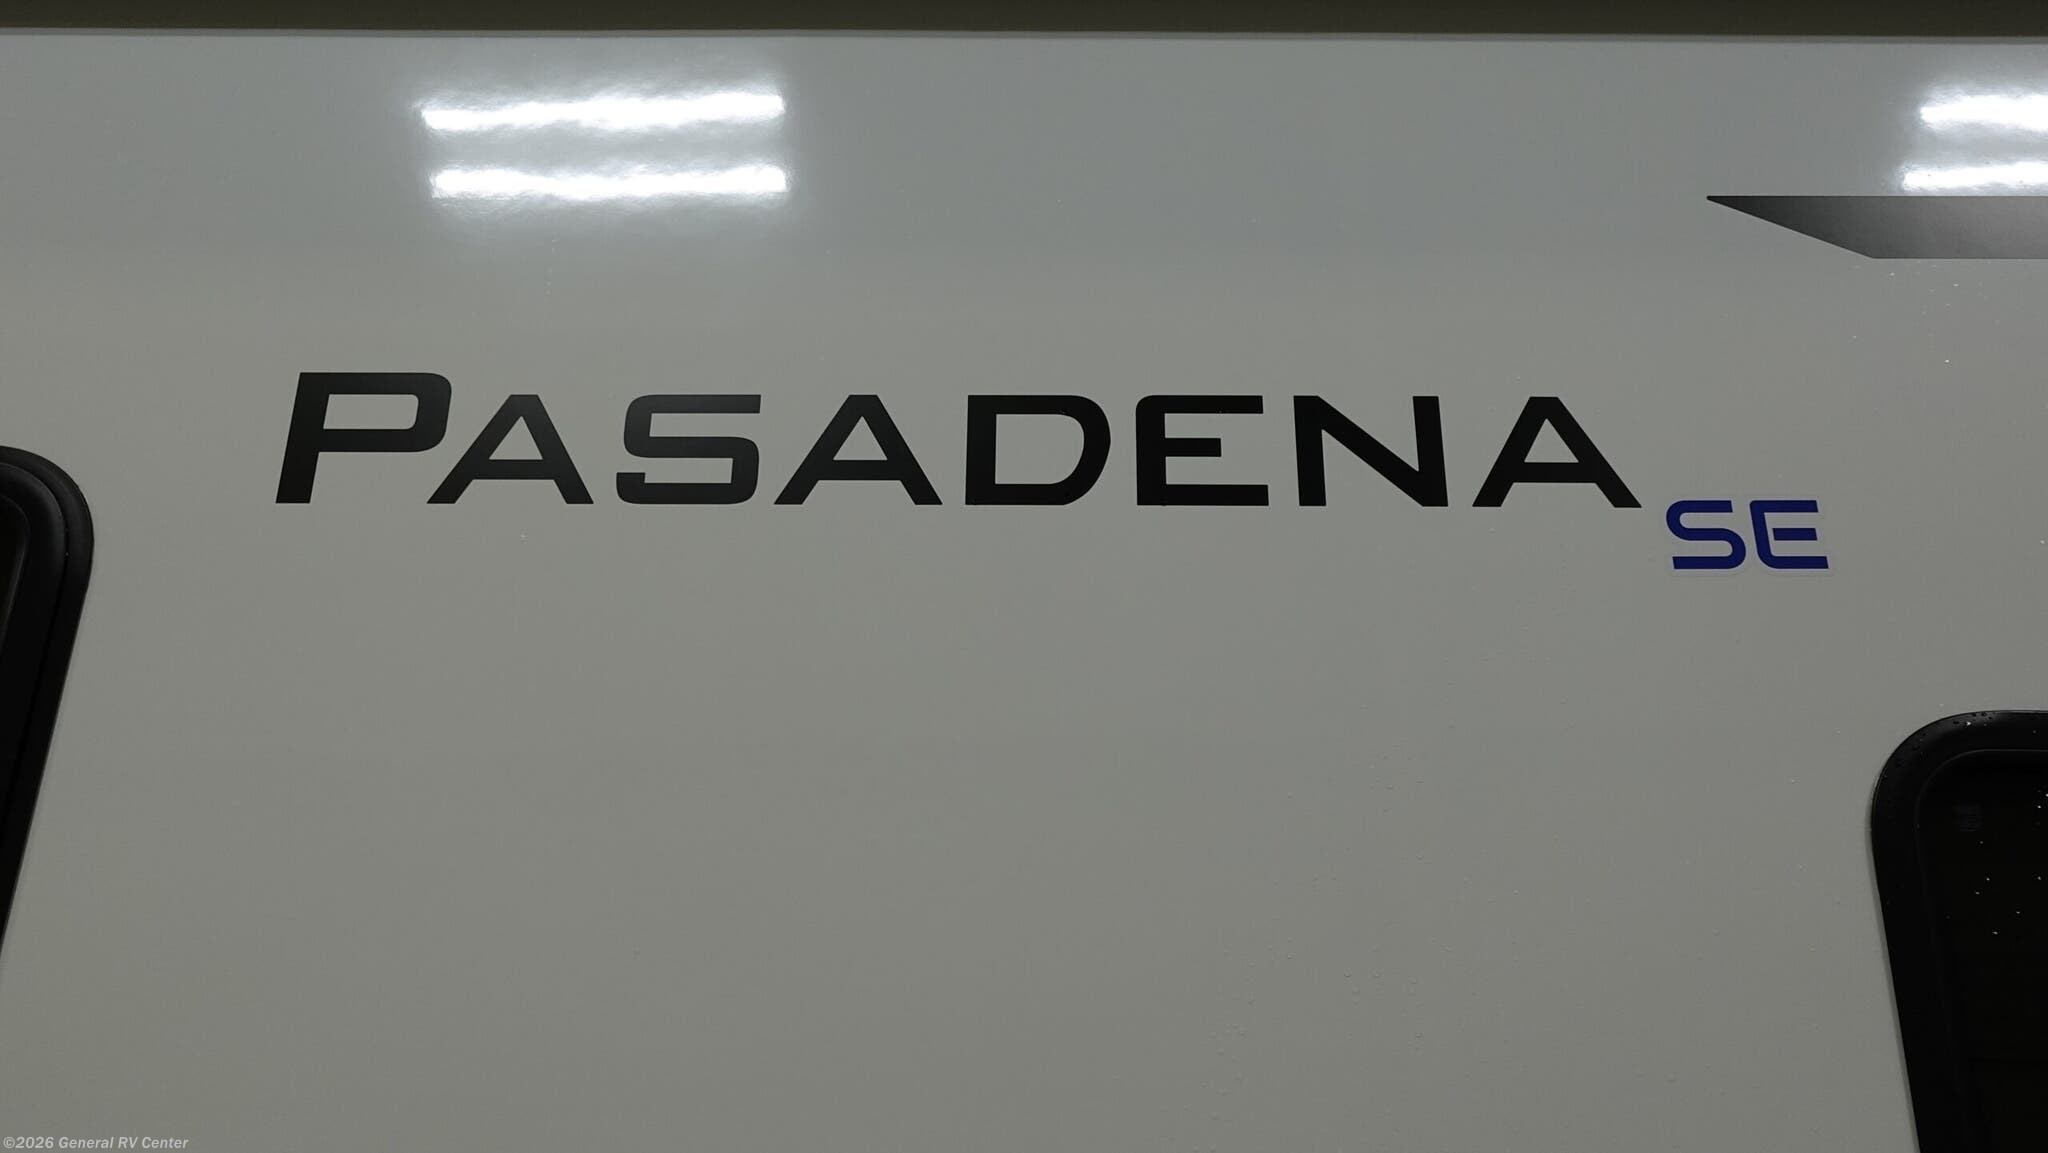 PASADENA
SE
©2026 General RV Center